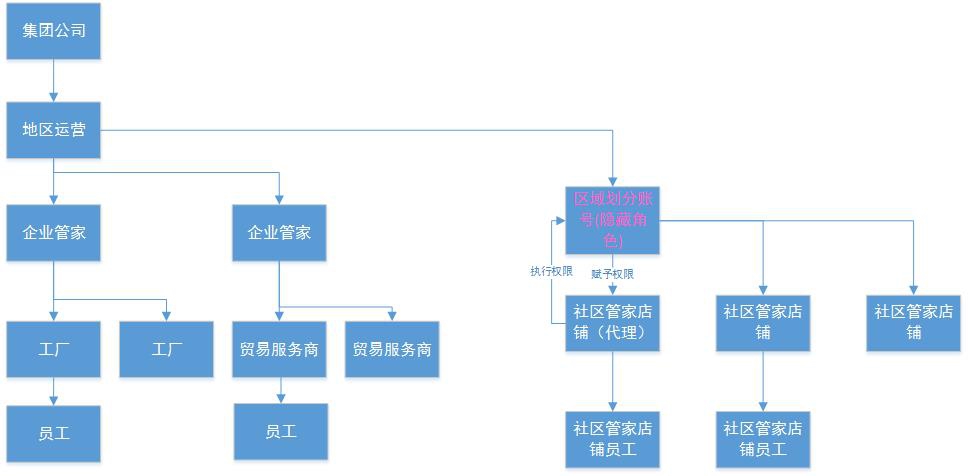 集团公司
地区运营
企业管家
企业管家
区域划分账
号(隐藏角
色)
执行权限
赋予权限
工厂
工厂
贸易服务商
贸易服务商
社区管家店
铺（代理）
社区管家店
铺
社区管家店
铺
员工
员工
社区管家店
铺员工
社区管家店
铺员工